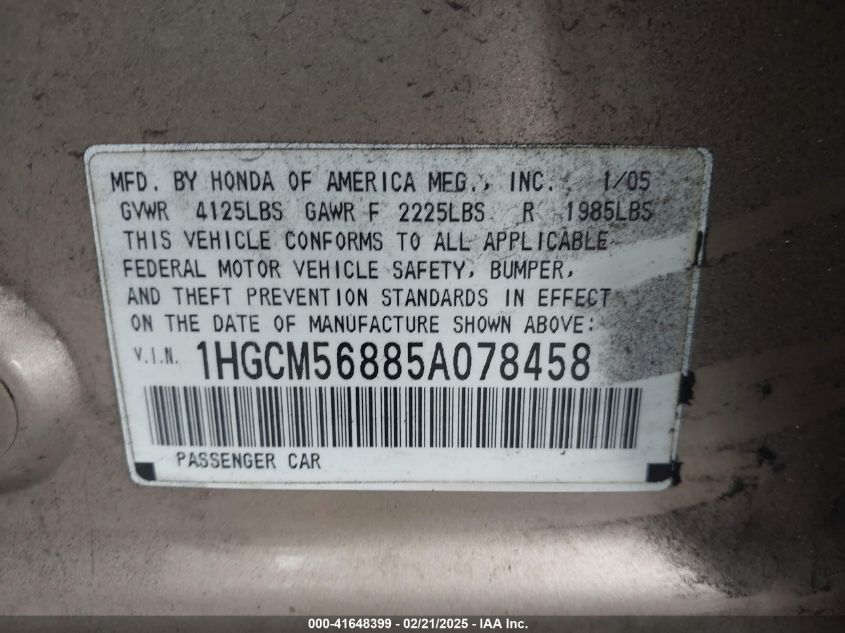 MFD. BY HONDA OF AMERICA MFG., INC. 1/05
GVWR 4125LBS GAWR F 2225LBS R 1985LBS
THIS VEHICLE CONFORMS TO ALL APPLICABLE
FEDERAL MOTOR VEHICLE SAFETY, BUMPER,
AND THEFT PREVENTION STANDARDS IN EFFECT
ON THE DATE OF MANUFACTURE SHOWN ABOVE:
V.I.N. 1HGCM56885A078458
PASSENGER CAR
000-41648399 - 02/21/2025 - IAA Inc.